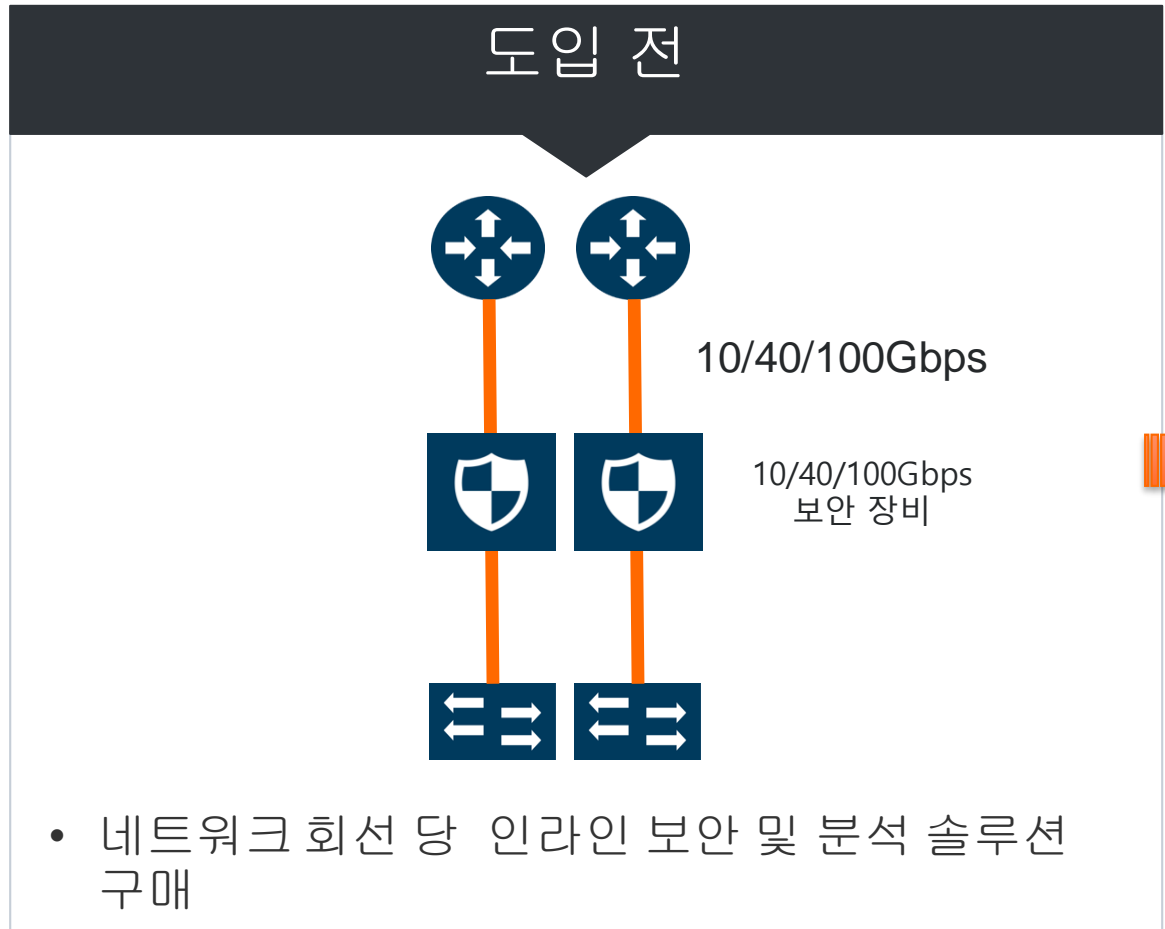 도입 전
10/40/100Gbps
10/40/100Gbps
보안 장비
• 네트워크 회선 당 인라인 보안 및 분석 솔루션
구매